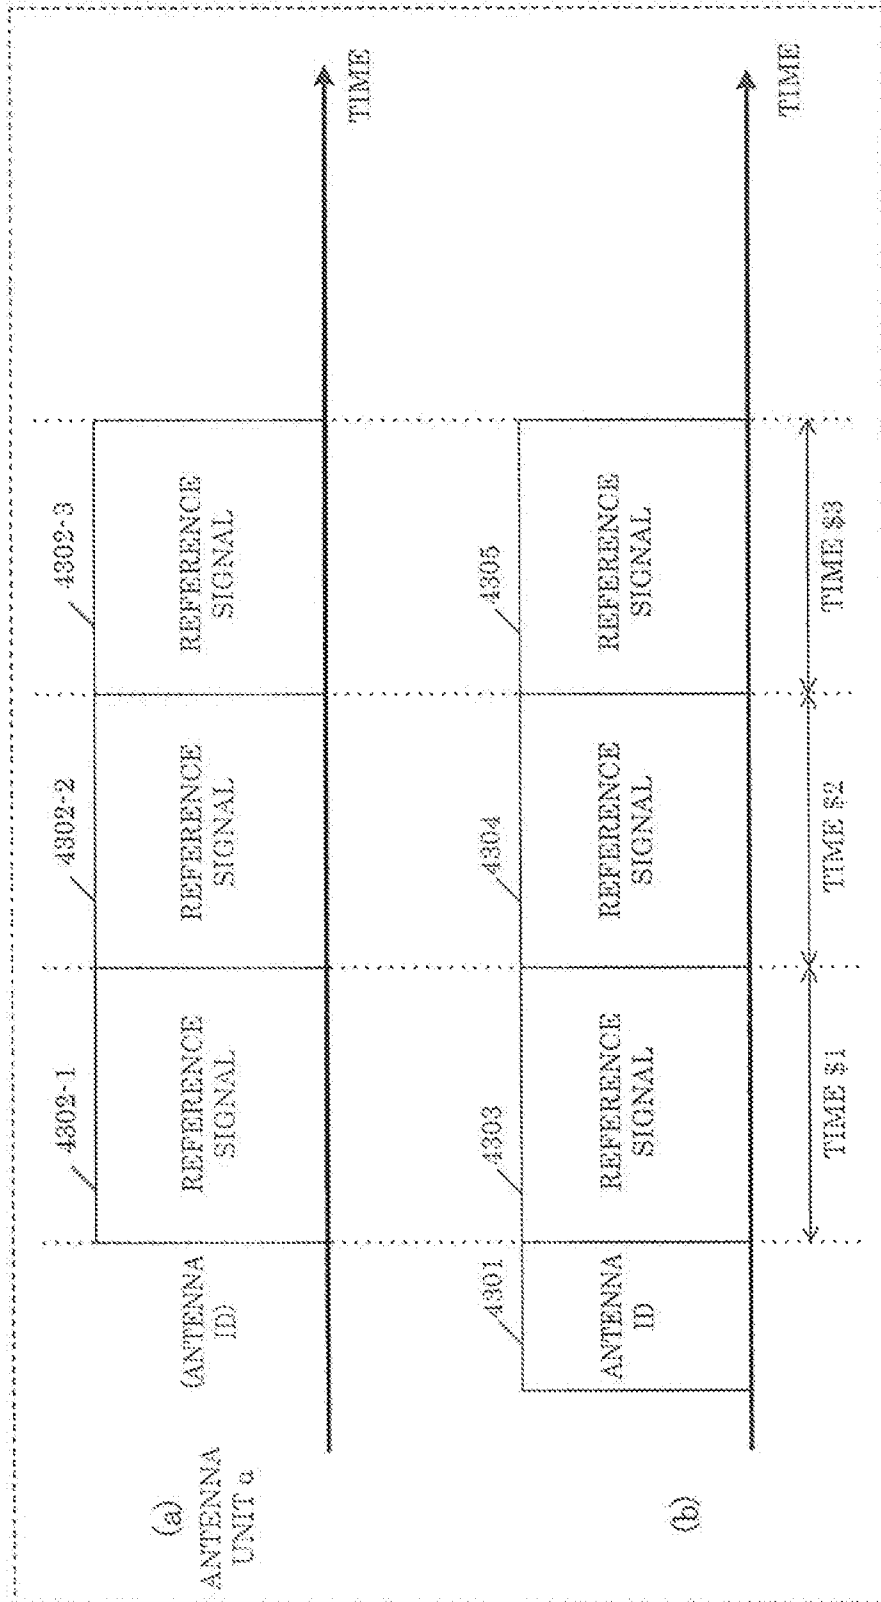 (a)
ANTENNA
UNIT α
(ANTENNA
ID)
4302-1
REFERENCE
SIGNAL
4302-2
REFERENCE
SIGNAL
4302-3
REFERENCE
SIGNAL
TIME
(b)
4301
ANTENNA
ID
4303
REFERENCE
SIGNAL
4304
REFERENCE
SIGNAL
4305
REFERENCE
SIGNAL
TIME
TIME $1
TIME $2
TIME $3